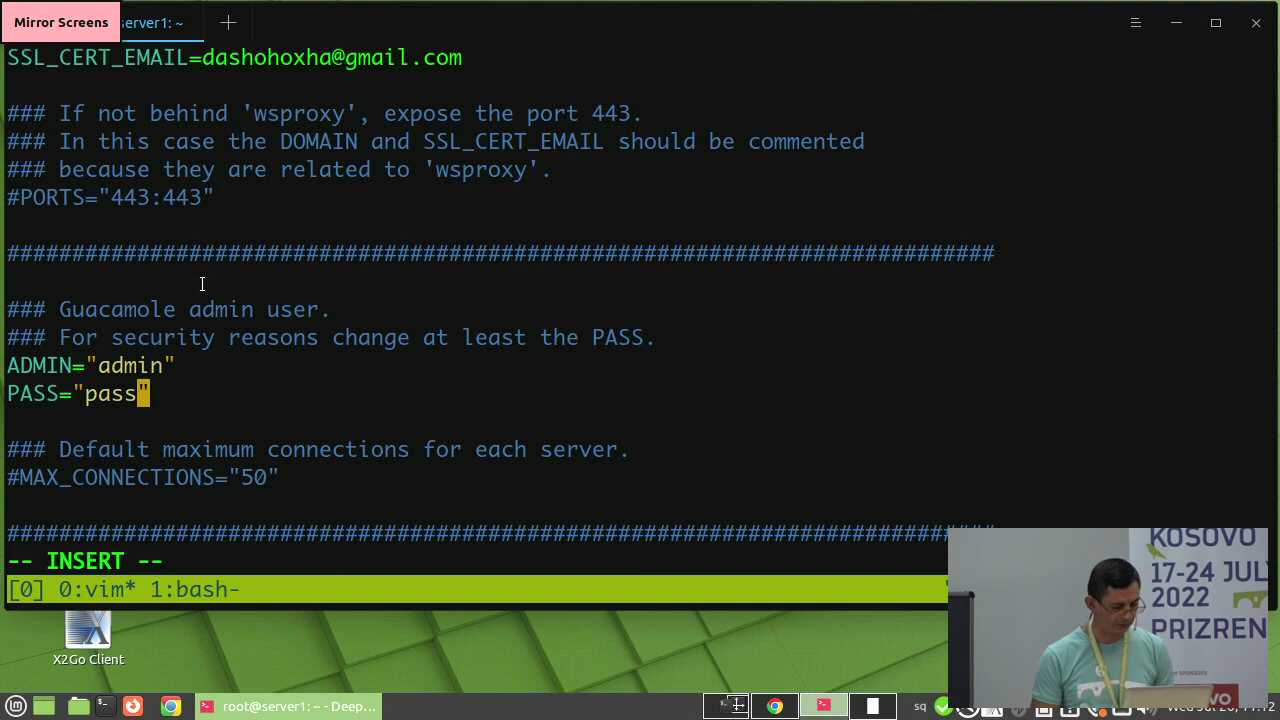 Mirror Screens
server1: ~
SSL_CERT_EMAIL=dashohoxha@gmail.com
### If not behind 'wsproxy', expose the port 443.
### In this case the DOMAIN and SSL_CERT_EMAIL should be commented
### because they are related to 'wsproxy'.
#PORTS="443:443"
############################################################################
### Guacamole admin user.
### For security reasons change at least the PASS.
ADMIN="admin"
PASS="pass"
### Default maximum connections for each server.
#MAX_CONNECTIONS="50"
############################################################################
-- INSERT --
[0] 0:vim* 1:bash-
KOSOVO
17-24 JULY
2022
PRIZREN
X2Go Client
root@server1: ~ - Deep...
sq